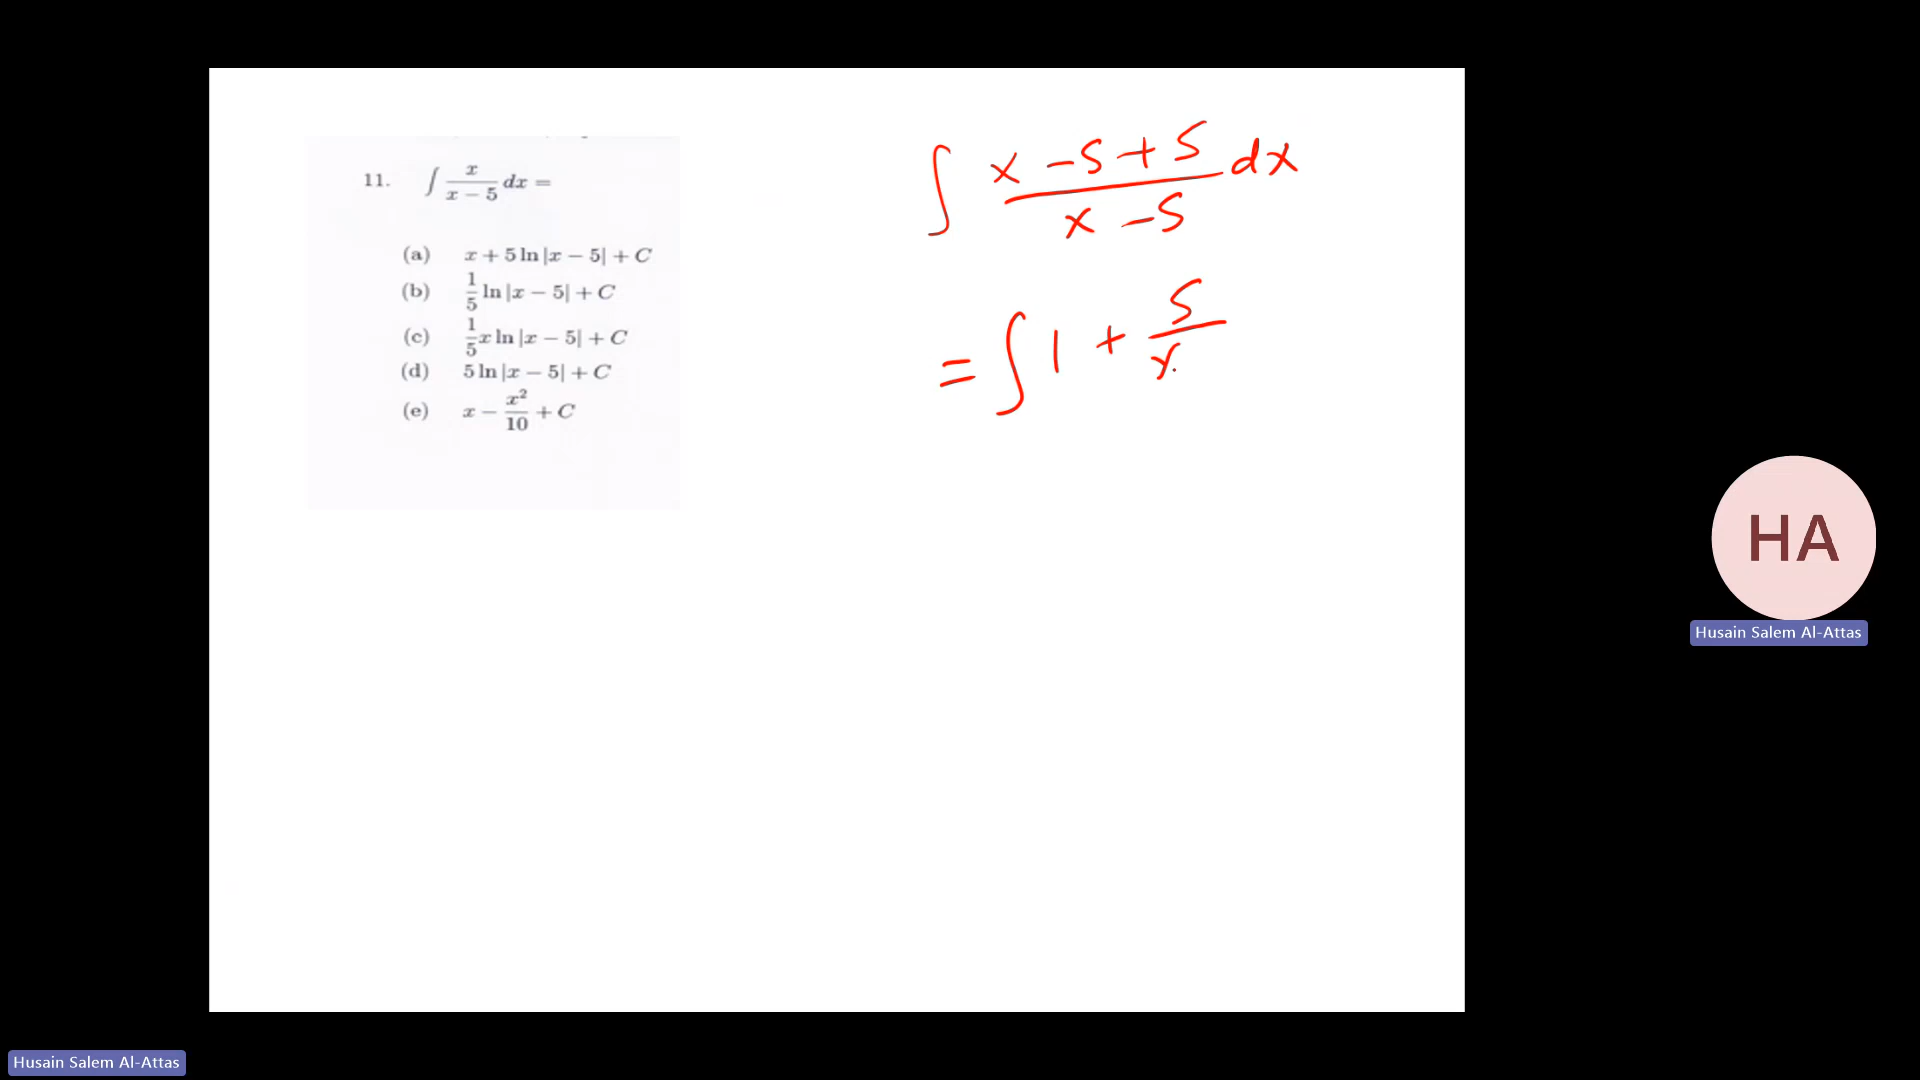 11. ∫ x/(x − 5) dx =
(a) x + 5 ln |x − 5| + C
(b) 1/5 ln |x − 5| + C
(c) 1/5 x ln |x − 5| + C
(d) 5 ln |x − 5| + C
(e) x − x²/10 + C
∫ (x − 5 + 5)/(x − 5) dx
= ∫ 1 + 5/x
HA
Husain Salem Al-Attas
Husain Salem Al-Attas